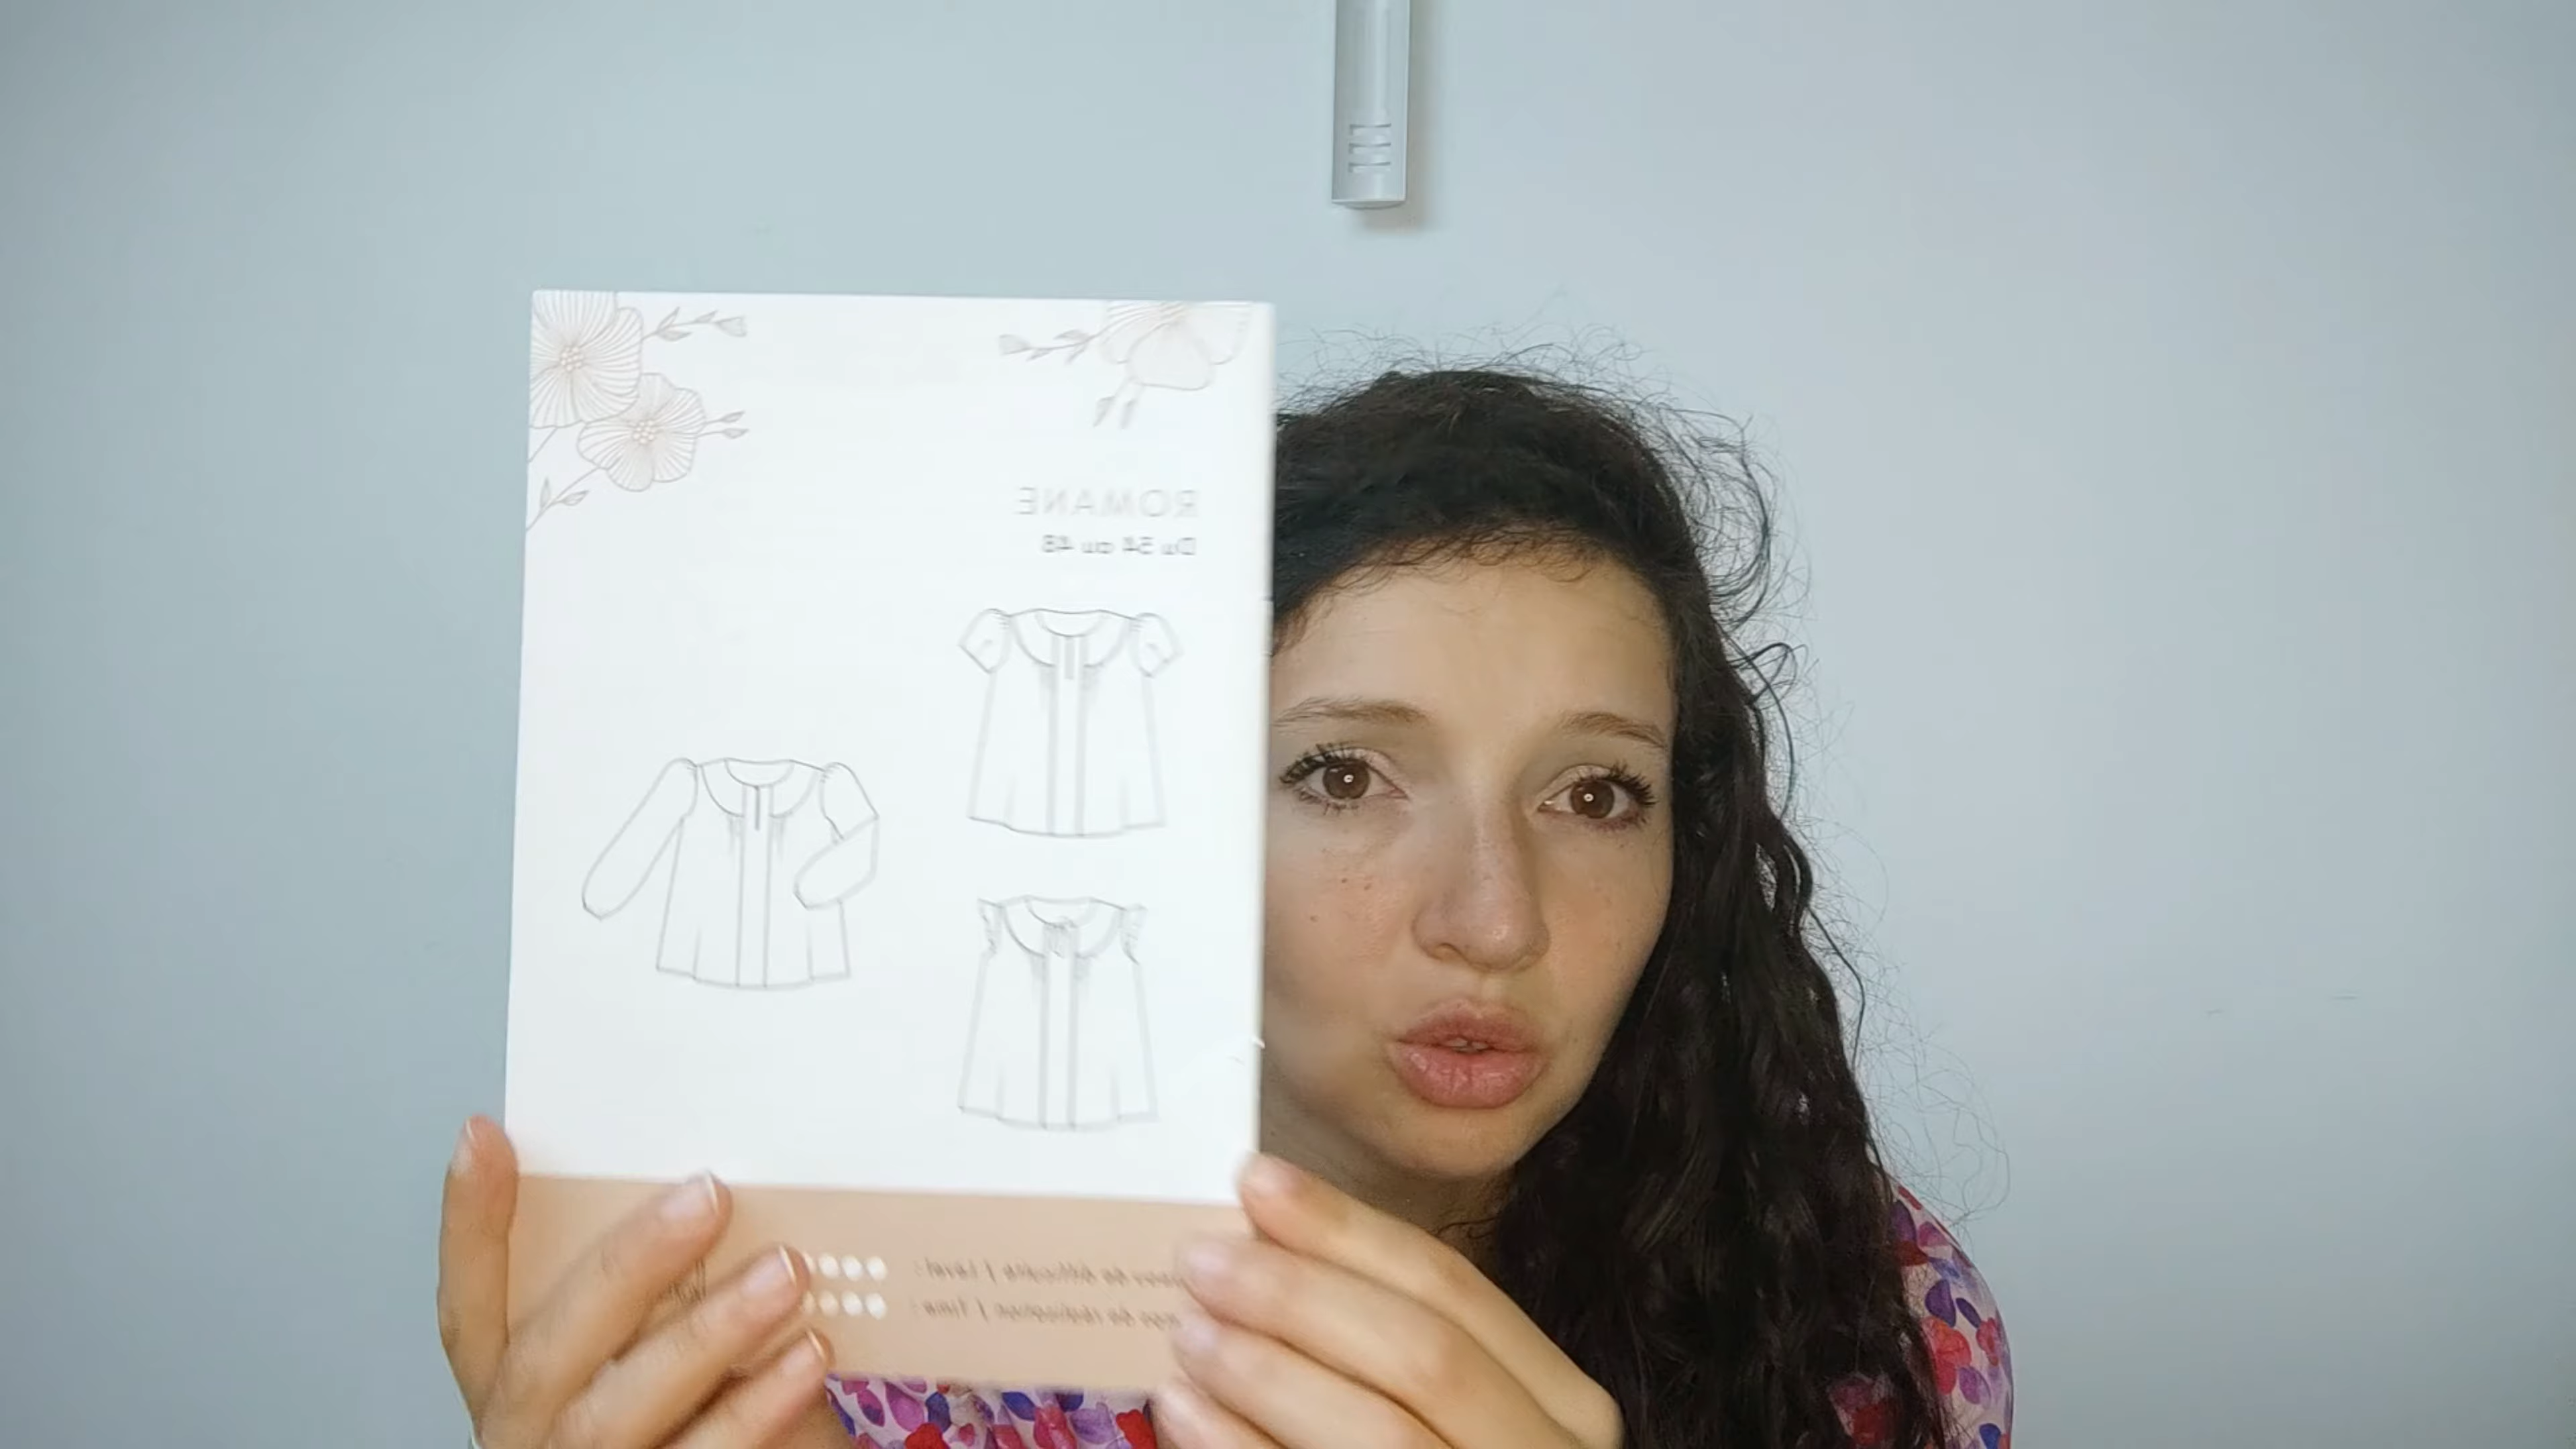 ROMANE
Du 34 au 48
de difficulté | Level :
de réalisation | Time :